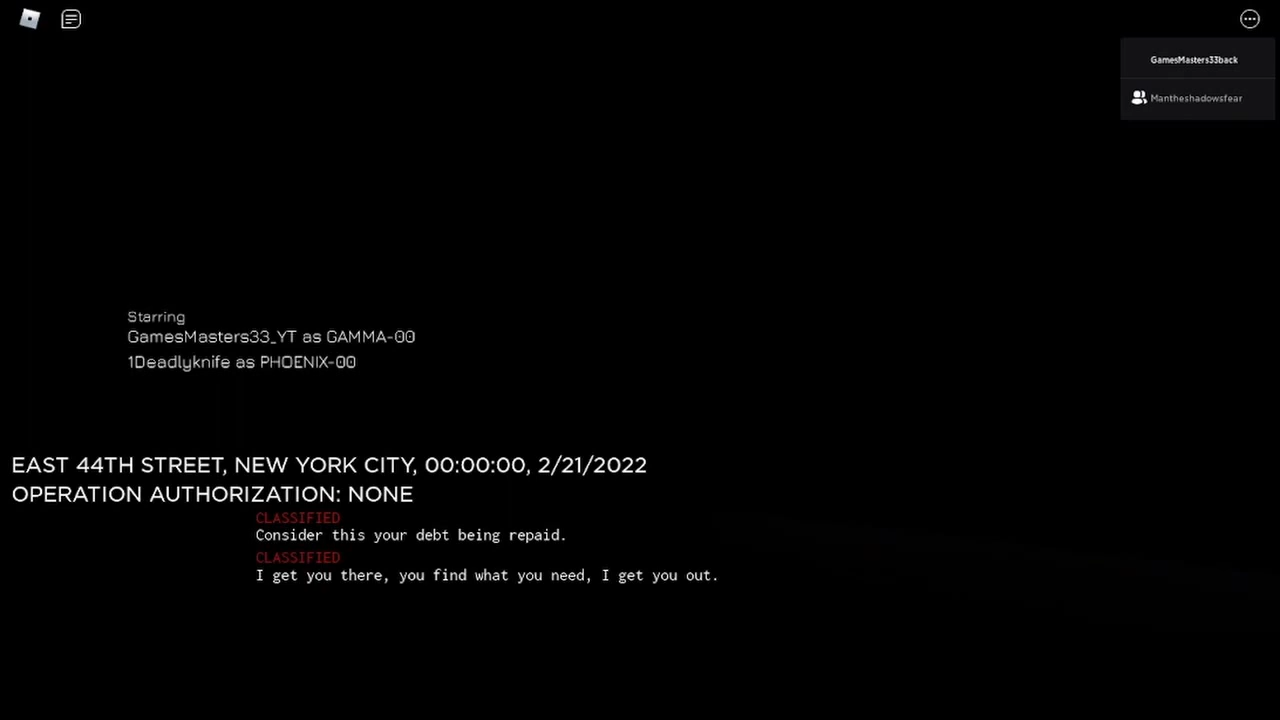 GamesMasters33back
Mantheshadowsfear
Starring
GamesMasters33_YT as GAMMA-00
1Deadlyknife as PHOENIX-00
EAST 44TH STREET, NEW YORK CITY, 00:00:00, 2/21/2022
OPERATION AUTHORIZATION: NONE
CLASSIFIED
Consider this your debt being repaid.
CLASSIFIED
I get you there, you find what you need, I get you out.